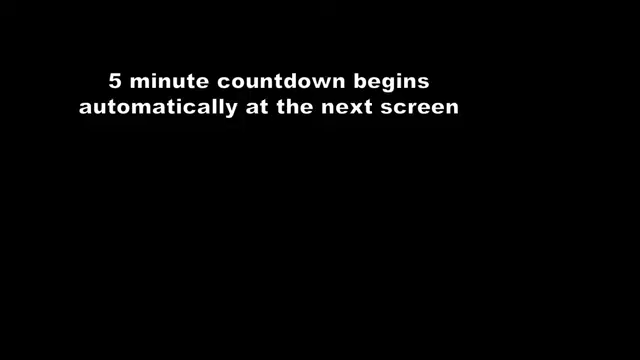 5 minute countdown begins
automatically at the next screen